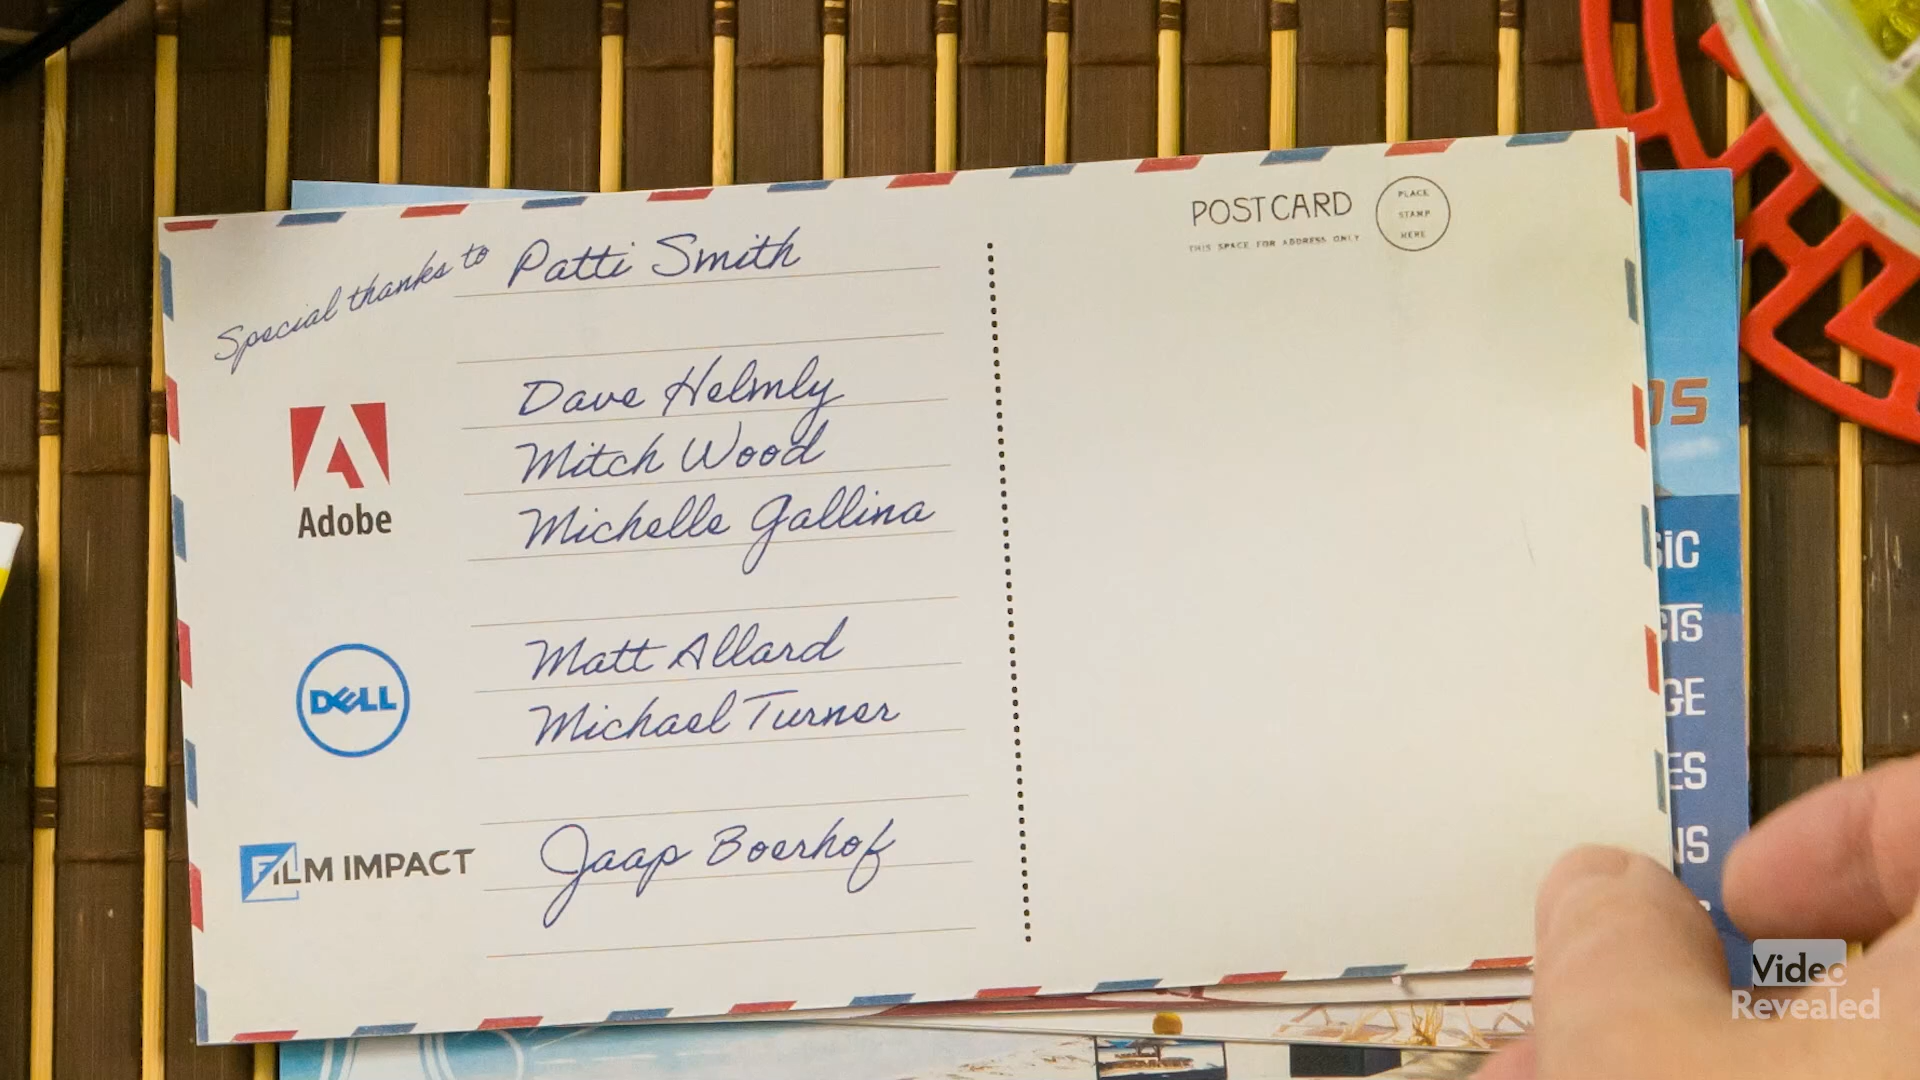 Special thanks to Patti Smith
POSTCARD
THIS SPACE FOR ADDRESS ONLY
PLACE
STAMP
HERE
Adobe
Dave Helmly
Mitch Wood
Michelle Gallina
DELL
Matt Allard
Michael Turner
FILM IMPACT
Jaap Boerhof
Video
Revealed